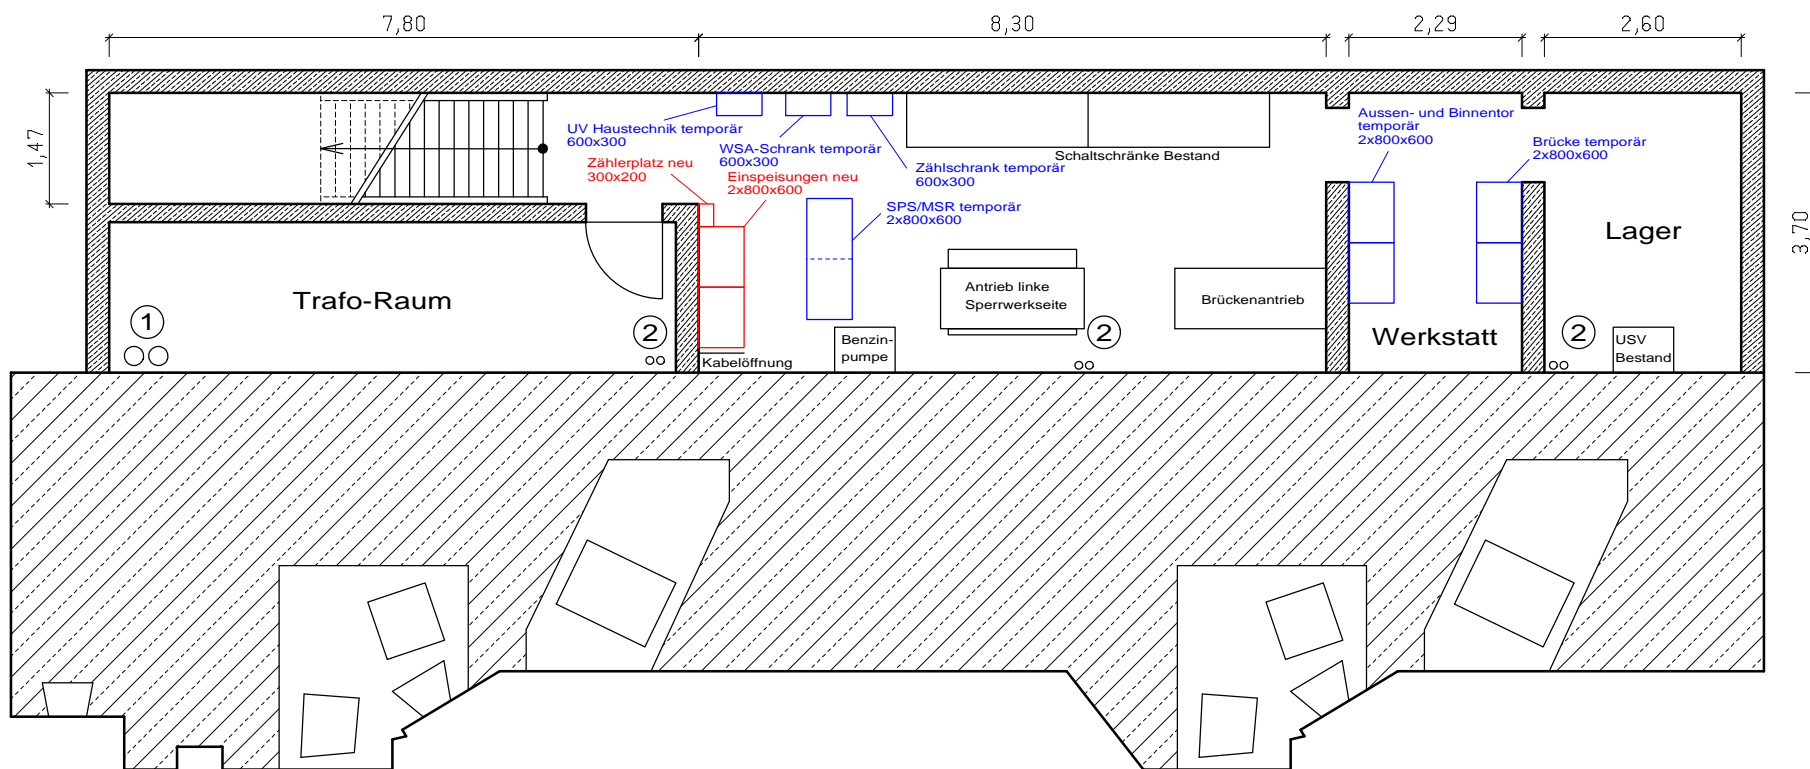 7,80
8,30
2,29
2,60
1,47
3,70
UV Haustechnik temporär
600x300
WSA-Schrank temporär
600x300
Zählschrank temporär
600x300
Schaltschränke Bestand
Aussen- und Binnentor
temporär
2x800x600
Brücke temporär
2x800x600
Zählerplatz neu
300x200
Einspeisungen neu
2x800x600
SPS/MSR temporär
2x800x600
Lager
Trafo-Raum
Antrieb linke
Sperrwerkseite
Brückenantrieb
Werkstatt
1
2
Kabelöffnung
Benzin-
pumpe
2
2
USV
Bestand